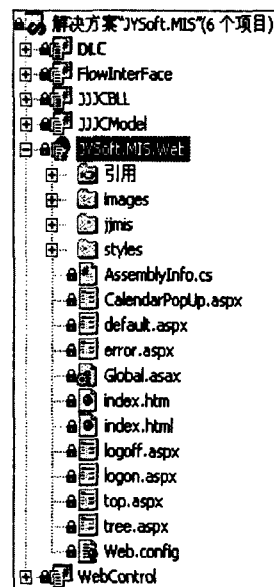 解决方案"JYSoft.MIS"(6 个项目)
DLC
FlowInterFace
JJJCBLL
JJJCModel
JYSoft.MIS.Web
引用
images
jjmis
styles
AssemblyInfo.cs
CalendarPopUp.aspx
default.aspx
error.aspx
Global.asax
index.htm
index.html
logoff.aspx
logon.aspx
top.aspx
tree.aspx
Web.config
WebControl